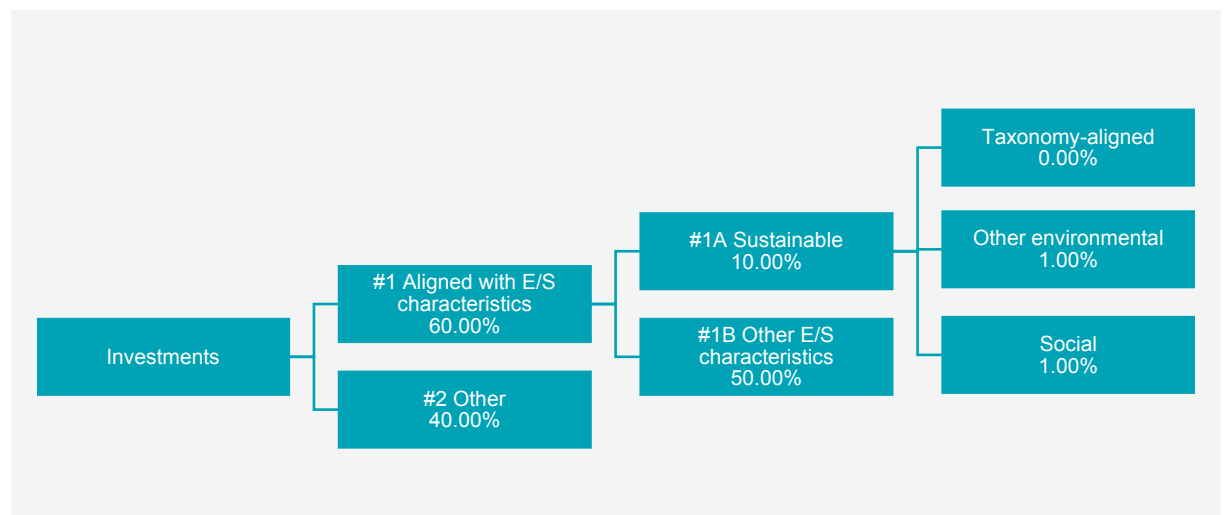 Investments
#1 Aligned with E/S
characteristics
60.00%
#2 Other
40.00%
#1A Sustainable
10.00%
#1B Other E/S
characteristics
50.00%
Taxonomy-aligned
0.00%
Other environmental
1.00%
Social
1.00%